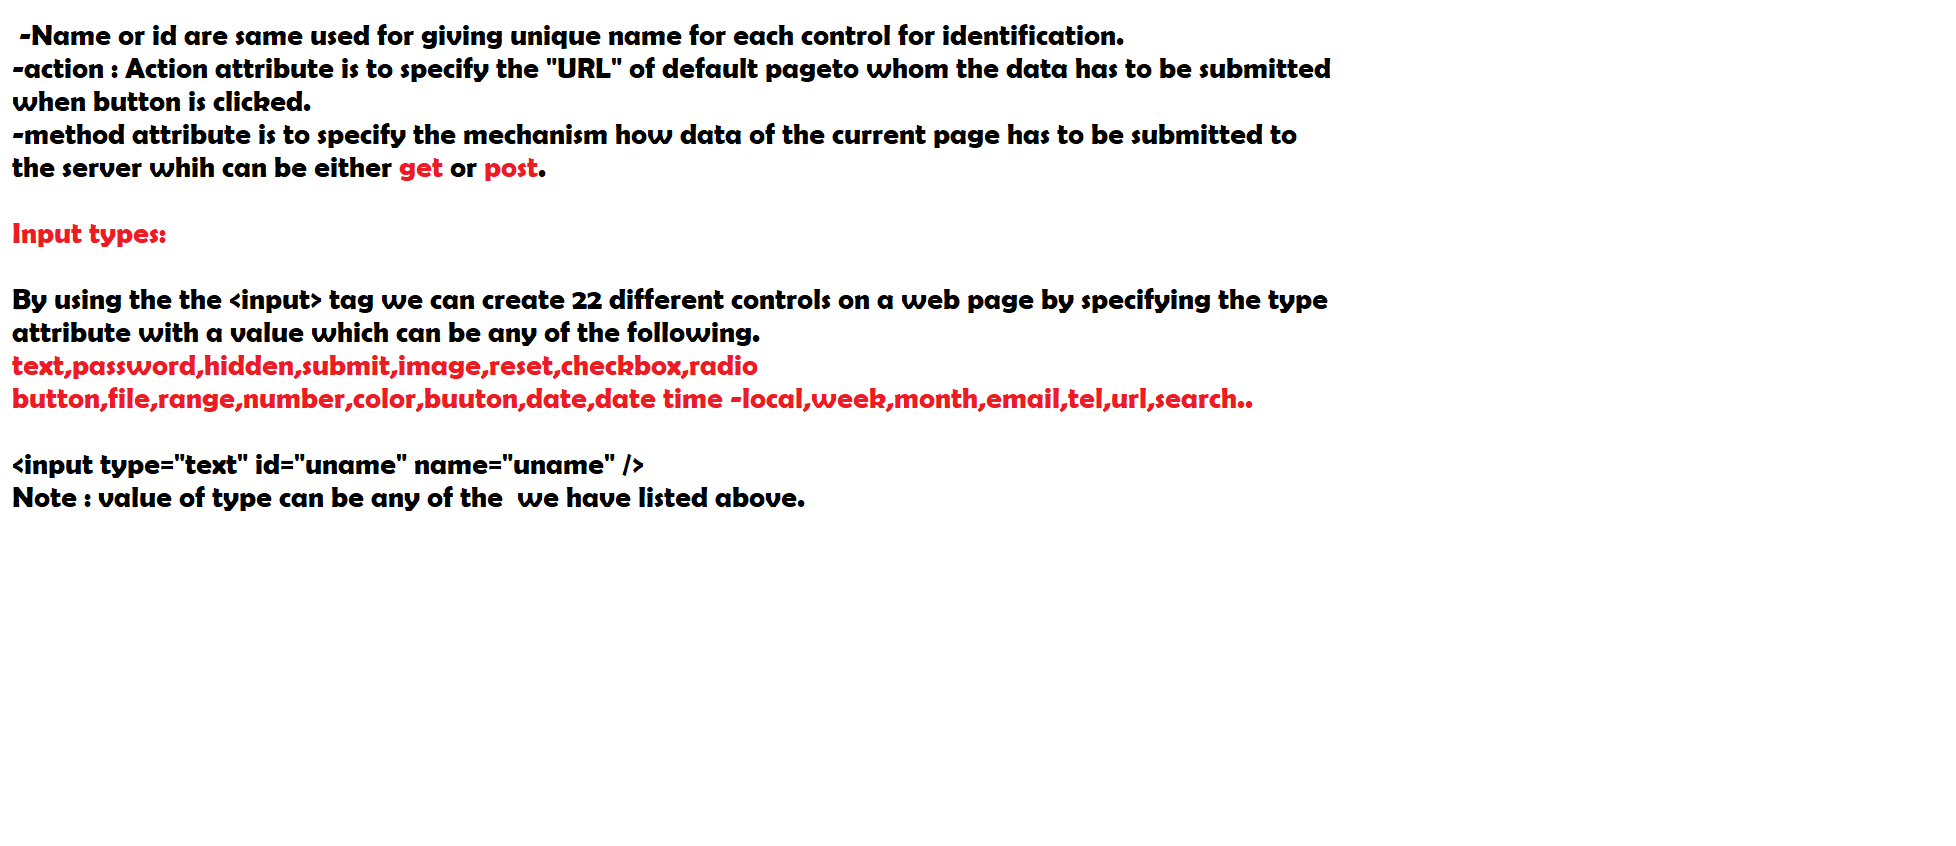 -Name or id are same used for giving unique name for each control for identification.
-action : Action attribute is to specify the "URL" of default pageto whom the data has to be submitted
when button is clicked.
-method attribute is to specify the mechanism how data of the current page has to be submitted to
the server whih can be either get or post.
Input types:
By using the the <input> tag we can create 22 different controls on a web page by specifying the type
attribute with a value which can be any of the following.
text,password,hidden,submit,image,reset,checkbox,radio
button,file,range,number,color,buuton,date,date time -local,week,month,email,tel,url,search..
<input type="text" id="uname" name="uname" />
Note : value of type can be any of the  we have listed above.